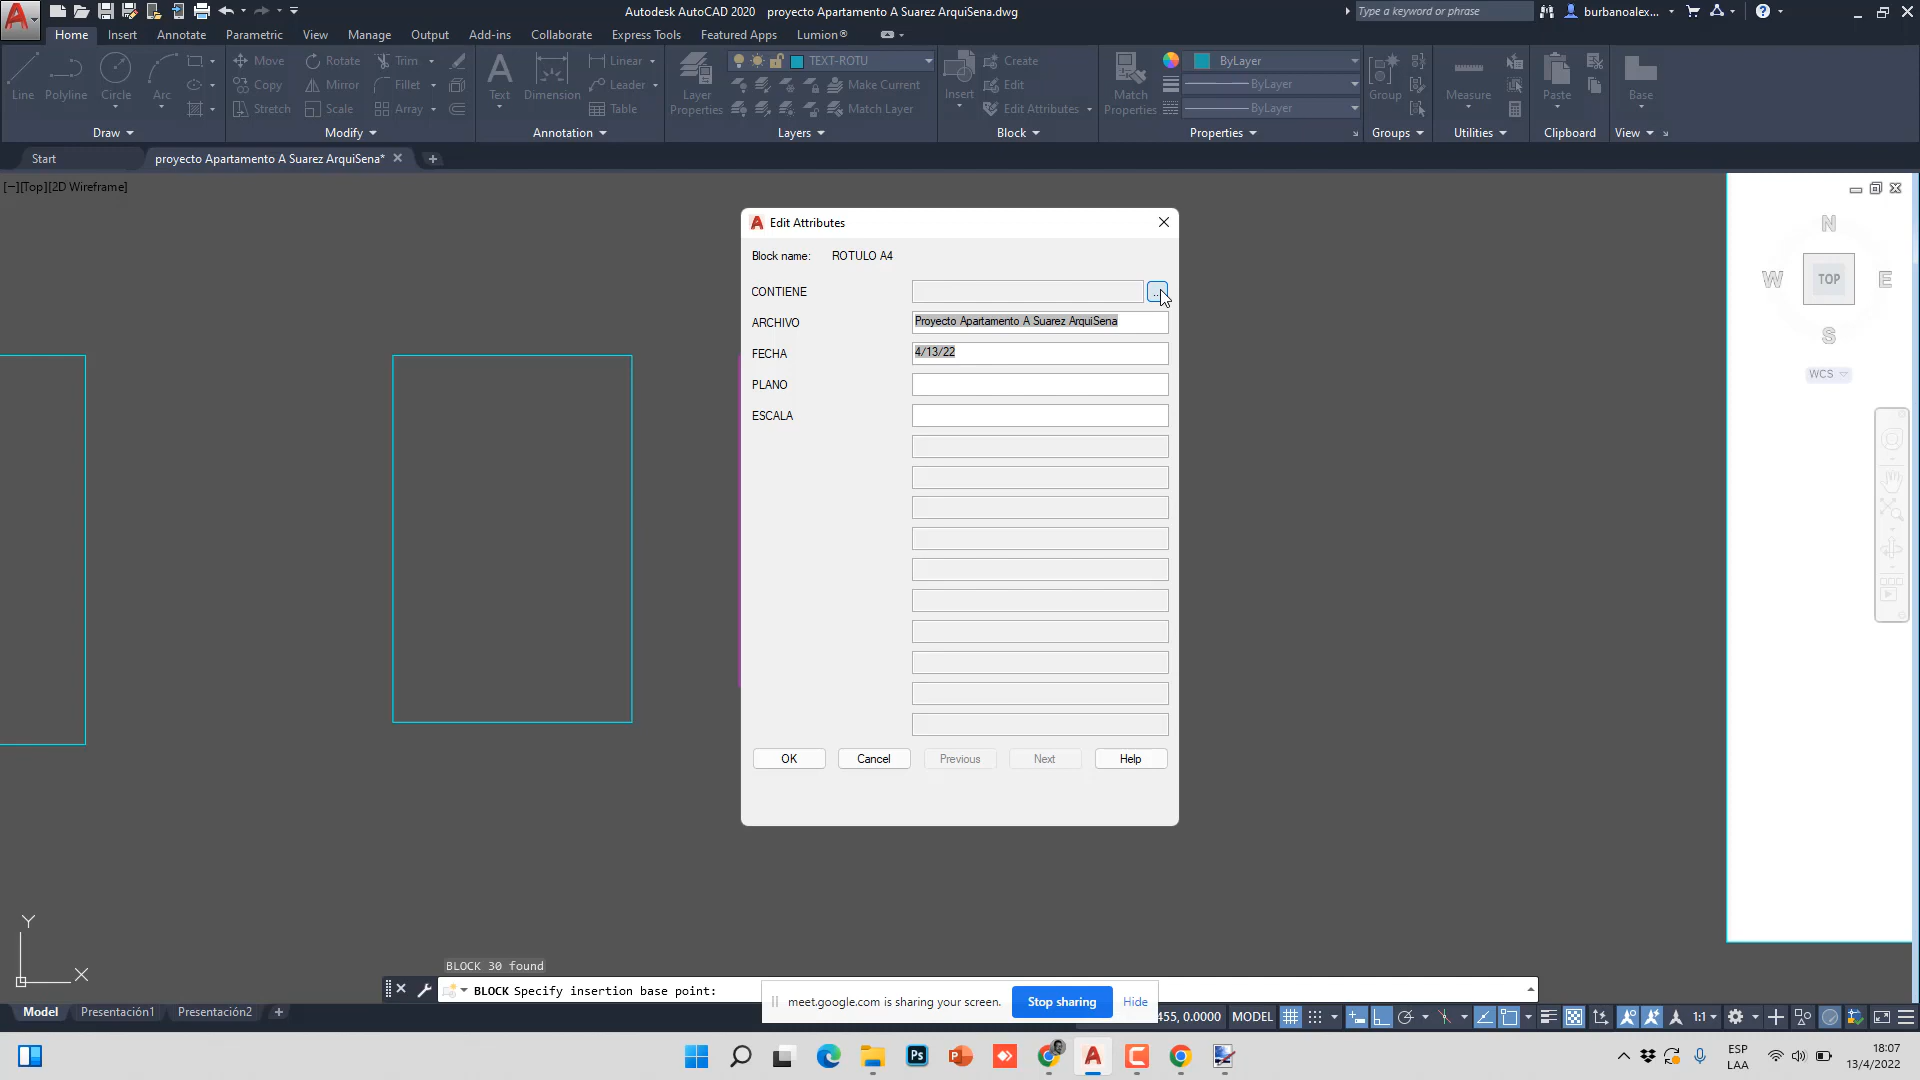 Autodesk AutoCAD 2020 proyecto Apartamento A Suarez ArquiSena.dwg
Type a keyword or phrase
burbanoalex...
Home Insert Annotate Parametric View Manage Output Add-ins Collaborate Express Tools Featured Apps Lumion®
Line Polyline Circle Arc
Move Rotate Trim
Copy Mirror Fillet
Stretch Scale Array
Text Dimension
Linear
Leader
Table
Layer Properties
TEXT-ROTU
Make Current
Match Layer
Insert
Create
Edit
Edit Attributes
Match Properties
ByLayer
ByLayer
ByLayer
Group
Measure
Paste
Base
Draw Modify Annotation Layers Block Properties Groups Utilities Clipboard View
Start proyecto Apartamento A Suarez ArquiSena*
[−][Top][2D Wireframe]
N
W TOP E
S
WCS
Edit Attributes
Block name: ROTULO A4
CONTIENE
...
ARCHIVO Proyecto Apartamento A Suarez ArquiSena
FECHA 4/13/22
PLANO
ESCALA
OK Cancel Previous Next Help
Y
X
BLOCK 30 found
BLOCK Specify insertion base point:
meet.google.com is sharing your screen. Stop sharing Hide
Model Presentación1 Presentación2
455, 0.0000 MODEL
1:1
Ps
ESP
LAA
18:07
13/4/2022